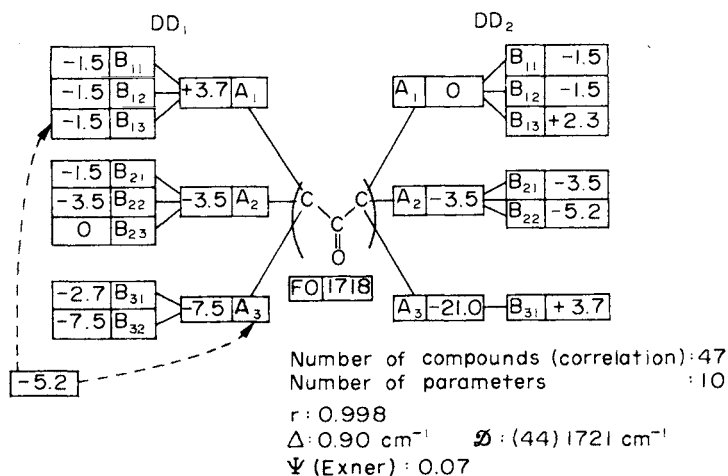 DD₁ DD₂
-1.5 B₁₁
-1.5 B₁₂
-1.5 B₁₃
+3.7 A₁
A₁ 0
B₁₁ -1.5
B₁₂ -1.5
B₁₃ +2.3
-1.5 B₂₁
-3.5 B₂₂
0 B₂₃
-3.5 A₂
C C C
O
A₂ -3.5
B₂₁ -3.5
B₂₂ -5.2
FO 1718
-2.7 B₃₁
-7.5 B₃₂
-7.5 A₃
A₃ -21.0
B₃₁ +3.7
-5.2
Number of compounds (correlation):47
Number of parameters :10
r: 0.998
Δ: 0.90 cm⁻¹ 𝒟: (44) 1721 cm⁻¹
Ψ (Exner) : 0.07